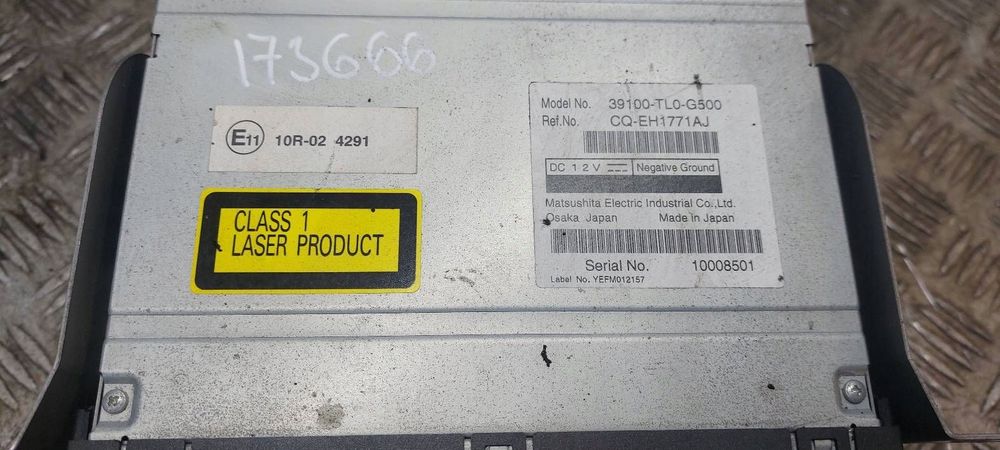 173666
E11 10R-02 4291
CLASS 1
LASER PRODUCT
Model No. 39100-TL0-G500
Ref.No. CQ-EH1771AJ
DC 12V Negative Ground
Matsushita Electric Industrial Co.,Ltd.
Osaka Japan Made in Japan
Serial No. 10008501
Label No. YEFM012157